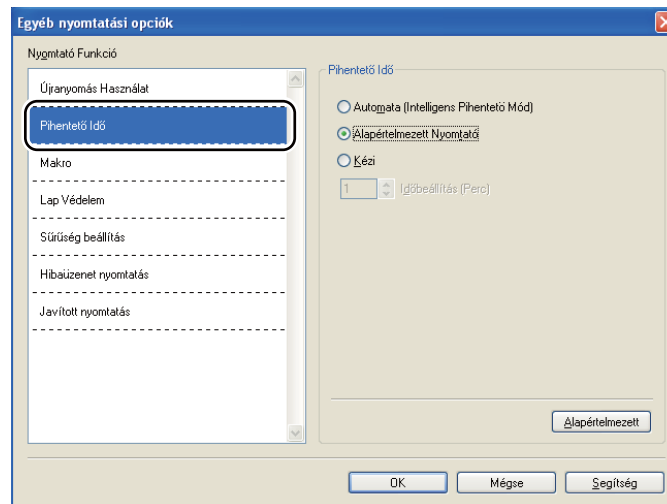 Egyéb nyomtatási opciók
Nyomtató Funkció
Újranyomás Használat
Pihentető Idő
Makro
Lap Védelem
Sűrűség beállítás
Hibaüzenet nyomtatás
Javított nyomtatás
Pihentető Idő
Automata (Intelligens Pihentető Mód)
Alapértelmezett Nyomtató
Kézi
1 Időbeállítás (Perc)
Alapértelmezett
OK Mégse Segítség